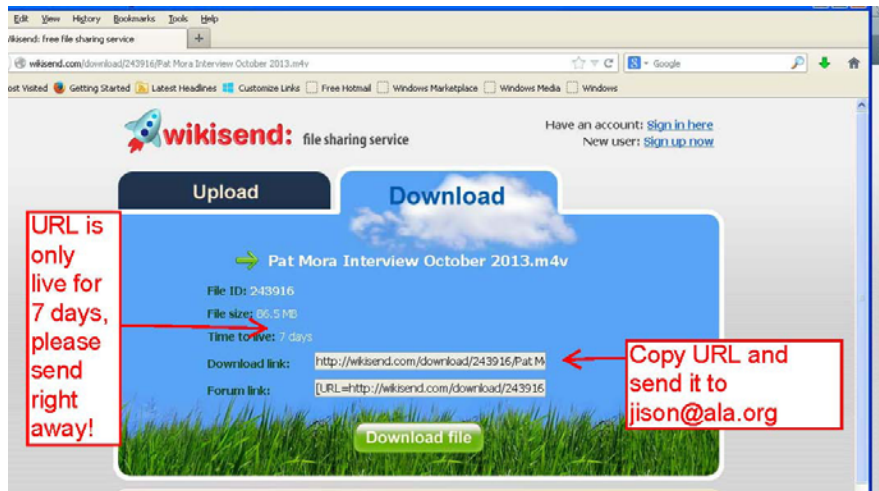 Edit View History Bookmarks Tools Help
Wikisend: free file sharing service +
wikisend.com/download/243916/Pat Mora Interview October 2013.m4v
Google
ost Visited Getting Started Latest Headlines Customize Links Free Hotmail Windows Marketplace Windows Media Windows
wikisend: file sharing service
Have an account: Sign in here
New user: Sign up now
Upload
Download
Pat Mora Interview October 2013.m4v
File ID: 243916
File size: 86.5 MB
Time to live: 7 days
Download link: http://wikisend.com/download/243916/Pat M
Forum link: [URL=http://wikisend.com/download/243916
Download file
URL is
only
live for
7 days,
please
send
right
away!
Copy URL and
send it to
jison@ala.org